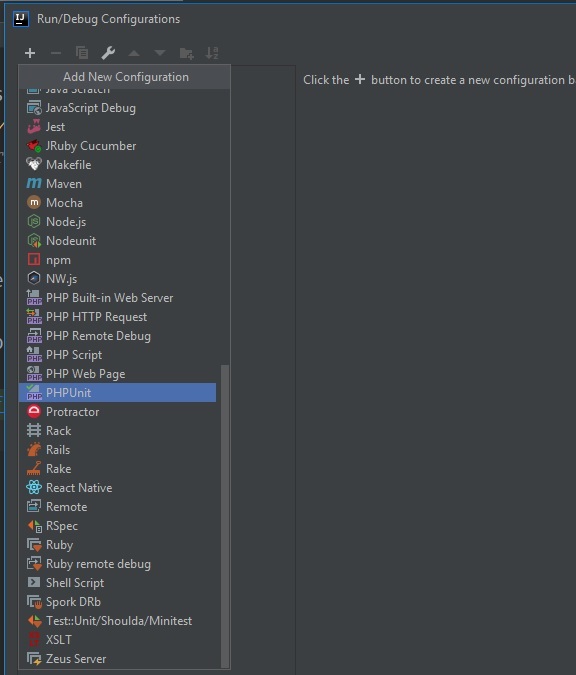 Run/Debug Configurations
Add New Configuration
Click the + button to create a new configuration b
Java Scratch
JavaScript Debug
Jest
JRuby Cucumber
Makefile
Maven
Mocha
Node.js
Nodeunit
npm
NW.js
PHP Built-in Web Server
PHP HTTP Request
PHP Remote Debug
PHP Script
PHP Web Page
PHPUnit
Protractor
Rack
Rails
Rake
React Native
Remote
RSpec
Ruby
Ruby remote debug
Shell Script
Spork DRb
Test::Unit/Shoulda/Minitest
XSLT
Zeus Server